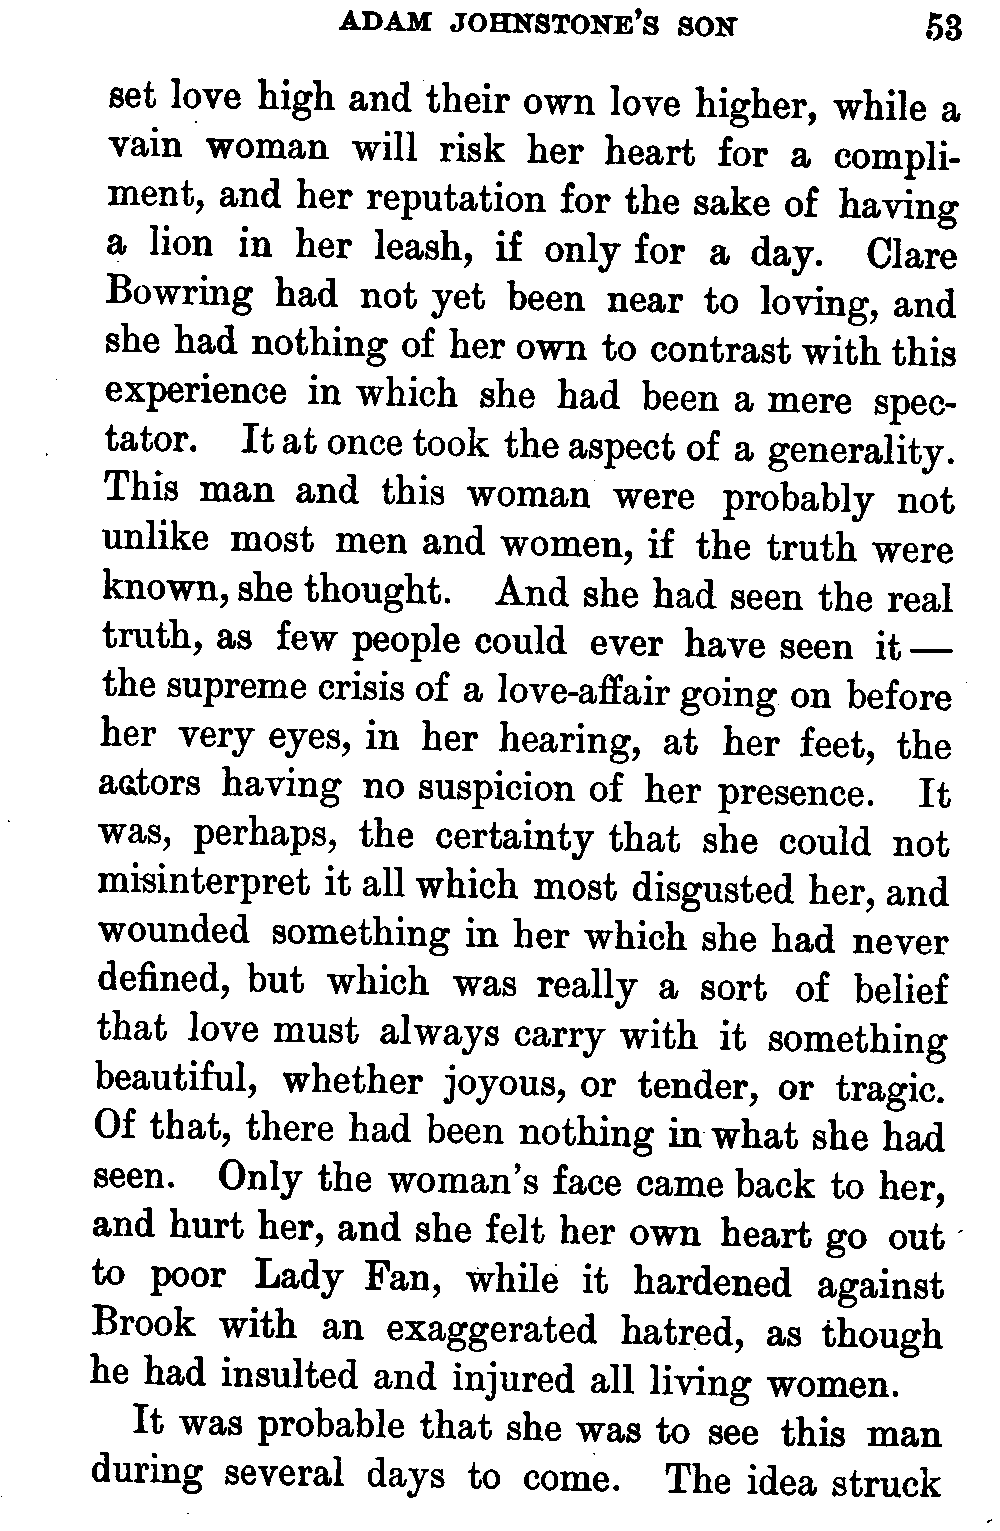 ADAM JOHNSTONE'S SON 53
set love high and their own love higher, while a
vain woman will risk her heart for a compli-
ment, and her reputation for the sake of having
a lion in her leash, if only for a day. Clare
Bowring had not yet been near to loving, and
she had nothing of her own to contrast with this
experience in which she had been a mere spec-
tator. It at once took the aspect of a generality.
This man and this woman were probably not
unlike most men and women, if the truth were
known, she thought. And she had seen the real
truth, as few people could ever have seen it —
the supreme crisis of a love-affair going on before
her very eyes, in her hearing, at her feet, the
actors having no suspicion of her presence. It
was, perhaps, the certainty that she could not
misinterpret it all which most disgusted her, and
wounded something in her which she had never
defined, but which was really a sort of belief
that love must always carry with it something
beautiful, whether joyous, or tender, or tragic.
Of that, there had been nothing in what she had
seen. Only the woman's face came back to her,
and hurt her, and she felt her own heart go out
to poor Lady Fan, while it hardened against
Brook with an exaggerated hatred, as though
he had insulted and injured all living women.
It was probable that she was to see this man
during several days to come. The idea struck